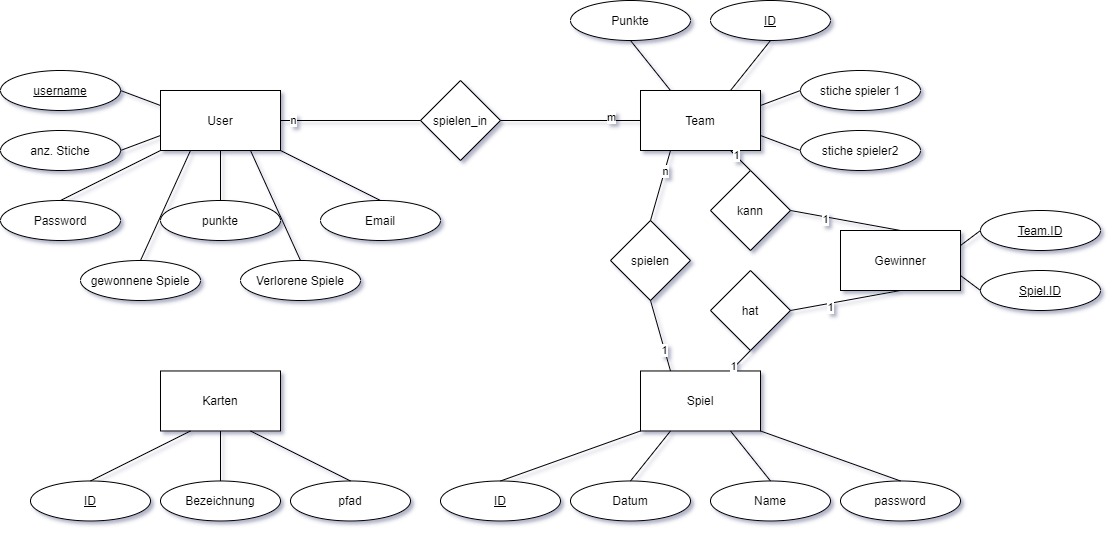 Punkte
ID
username
stiche spieler 1
User
n
spielen_in
m
Team
anz. Stiche
stiche spieler2
1
n
Password
punkte
Email
kann
1
Team.ID
gewonnene Spiele
Verlorene Spiele
spielen
Gewinner
Spiel.ID
hat
1
1
1
Karten
Spiel
ID
Bezeichnung
pfad
ID
Datum
Name
password